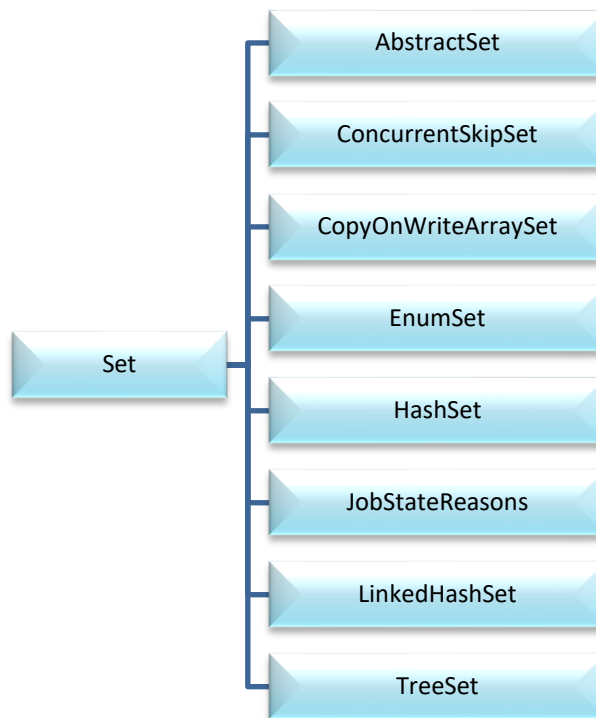 AbstractSet
ConcurrentSkipSet
CopyOnWriteArraySet
EnumSet
Set
HashSet
JobStateReasons
LinkedHashSet
TreeSet